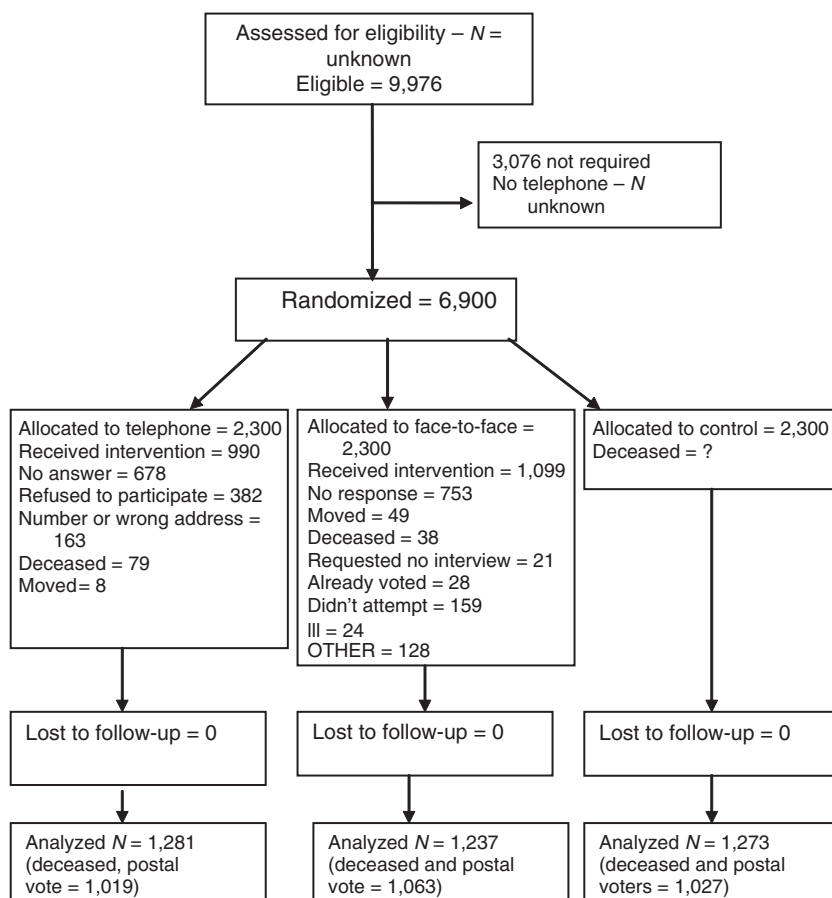 Assessed for eligibility – N =
unknown
Eligible = 9,976
3,076 not required
No telephone – N
unknown
Randomized = 6,900
Allocated to telephone = 2,300
Received intervention = 990
No answer = 678
Refused to participate = 382
Number or wrong address =
163
Deceased = 79
Moved = 8
Allocated to face-to-face =
2,300
Received intervention = 1,099
No response = 753
Moved = 49
Deceased = 38
Requested no interview = 21
Already voted = 28
Didn't attempt = 159
Ill = 24
OTHER = 128
Allocated to control = 2,300
Deceased = ?
Lost to follow-up = 0
Lost to follow-up = 0
Lost to follow-up = 0
Analyzed N = 1,281
(deceased, postal
vote = 1,019)
Analyzed N = 1,237
(deceased and postal
vote = 1,063)
Analyzed N = 1,273
(deceased and postal
voters = 1,027)